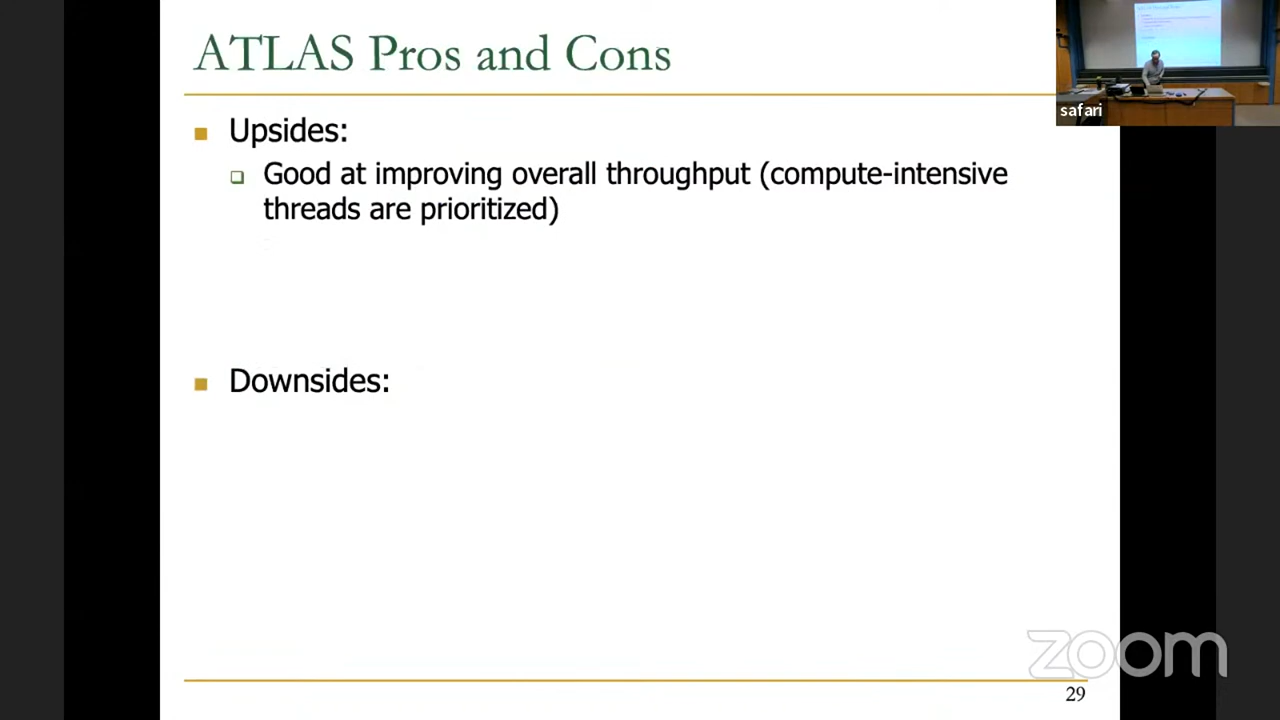 ATLAS Pros and Cons
safari
Upsides:
Good at improving overall throughput (compute-intensive
threads are prioritized)
Downsides:
zoom
29